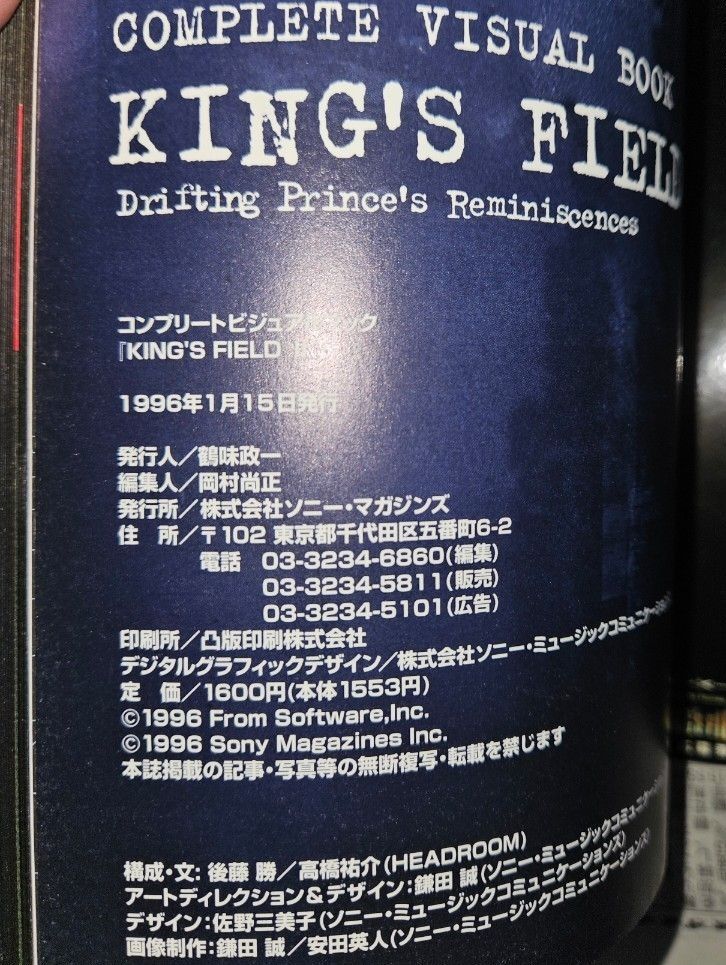 COMPLETE VISUAL BOOK
KING'S FIELD
Drifting Prince's Reminiscences
コンプリートビジュアルブック
『KING'S FIELD
1996年1月15日発行
発行人／鶴味政一
編集人／岡村尚正
発行所／株式会社ソニー・マガジンズ
住 所／〒102 東京都千代田区五番町6-2
電話 03-3234-6860(編集)
03-3234-5811(販売)
03-3234-5101(広告)
印刷所／凸版印刷株式会社
デジタルグラフィックデザイン／株式会社ソニー・ミュージックコミュニケーションズ
定 価／1600円(本体1553円)
©1996 From Software,Inc.
©1996 Sony Magazines Inc.
本誌掲載の記事・写真等の無断複写・転載を禁じます
構成・文: 後藤 勝／高橋祐介(HEADROOM)
アートディレクション&デザイン: 鎌田 誠(ソニー・ミュージックコミュニケーションズ)
デザイン: 佐野三美子(ソニー・ミュージックコミュニケーションズ)
画像制作: 鎌田 誠／安田英人(ソニー・ミュージックコミュニケーションズ)